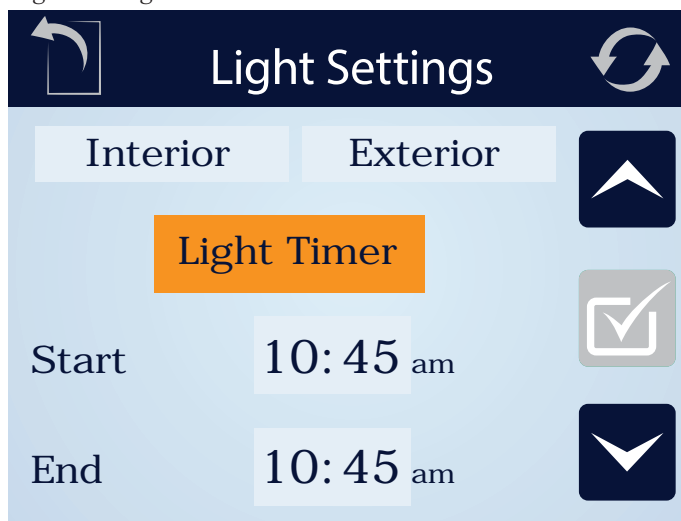 Light Settings
Interior Exterior
Light Timer
Start 10:45 am
End 10:45 am